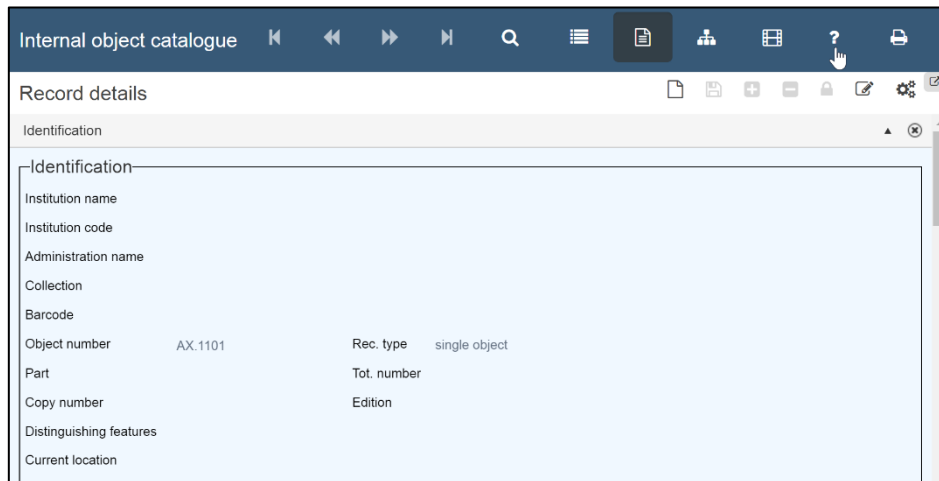 Internal object catalogue ?
Record details
Identification
Identification
Institution name
Institution code
Administration name
Collection
Barcode
Object number AX.1101 Rec. type single object
Part Tot. number
Copy number Edition
Distinguishing features
Current location